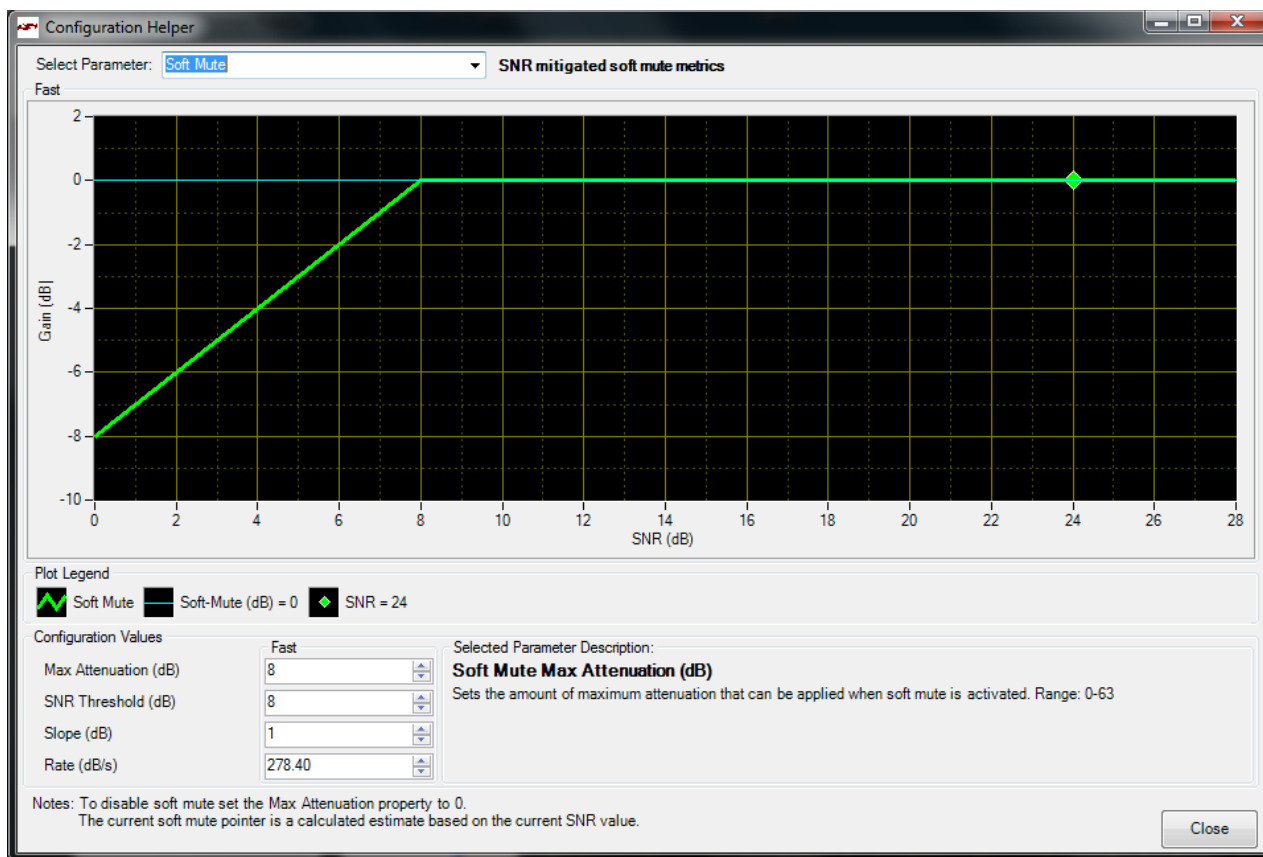 Configuration Helper
Select Parameter: Soft Mute SNR mitigated soft mute metrics
Fast
2
0
-2
-4
-6
-8
-10
Gain (dB)
0 2 4 6 8 10 12 14 16 18 20 22 24 26 28
SNR (dB)
Plot Legend
Soft Mute Soft-Mute (dB) = 0 SNR = 24
Configuration Values
Fast
Max Attenuation (dB) 8
SNR Threshold (dB) 8
Slope (dB) 1
Rate (dB/s) 278.40
Selected Parameter Description:
Soft Mute Max Attenuation (dB)
Sets the amount of maximum attenuation that can be applied when soft mute is activated. Range: 0-63
Notes: To disable soft mute set the Max Attenuation property to 0.
The current soft mute pointer is a calculated estimate based on the current SNR value.
Close